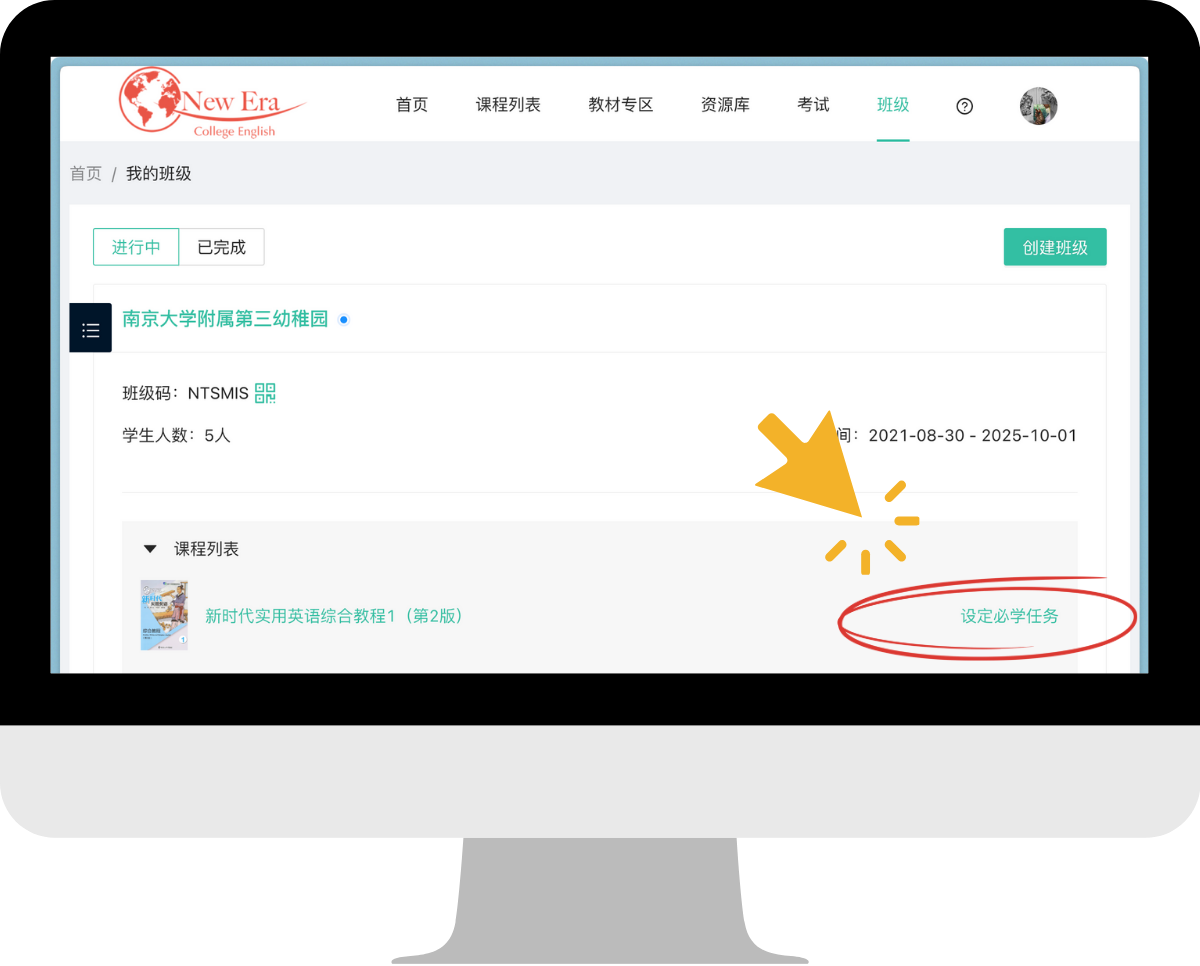 New Era
College English
首页 课程列表 教材专区 资源库 考试 班级
首页 / 我的班级
进行中 已完成 创建班级
南京大学附属第三幼稚园
班级码：NTSMIS
学生人数：5人 间：2021-08-30 - 2025-10-01
课程列表
新时代实用英语综合教程1（第2版） 设定必学任务